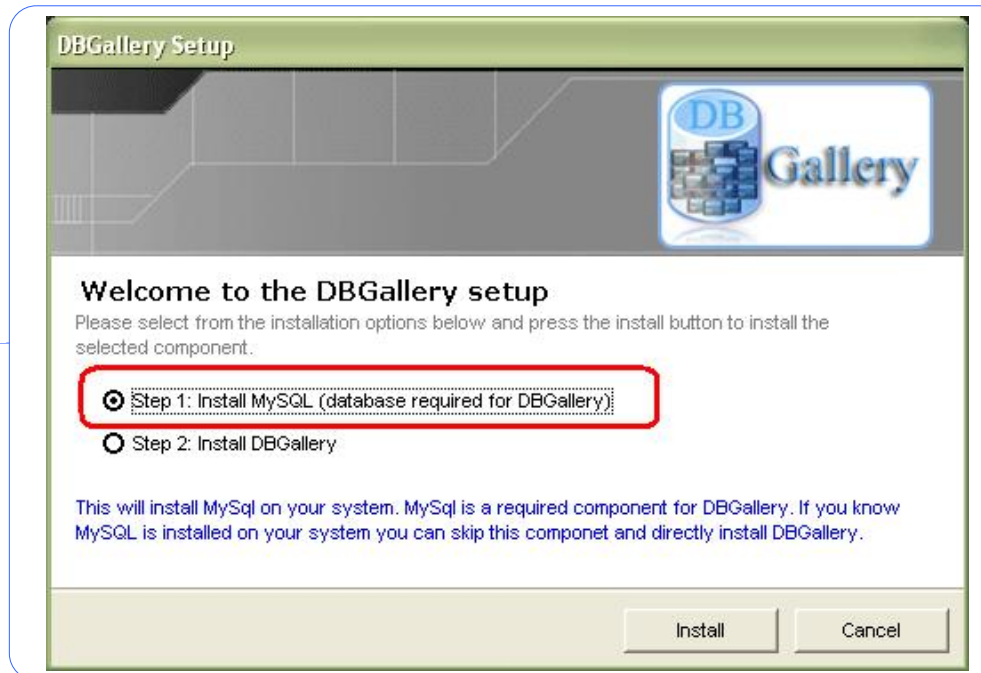 DBGallery Setup
DB
Gallery
Welcome to the DBGallery setup
Please select from the installation options below and press the install button to install the
selected component.
Step 1: Install MySQL (database required for DBGallery)
Step 2: Install DBGallery
This will install MySql on your system. MySql is a required component for DBGallery. If you know
MySQL is installed on your system you can skip this componet and directly install DBGallery.
Install
Cancel